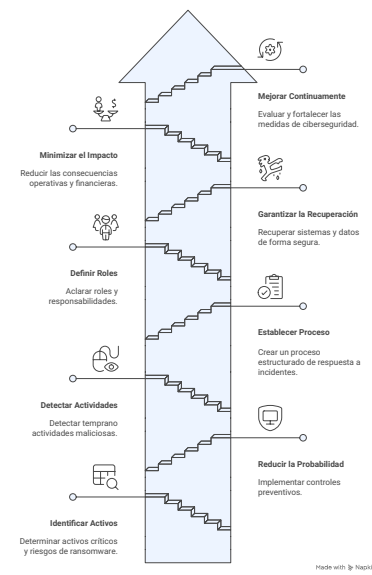 Mejorar Continuamente
Evaluar y fortalecer las
medidas de ciberseguridad.
$
Minimizar el Impacto
Reducir las consecuencias
operativas y financieras.
Garantizar la Recuperación
Recuperar sistemas y datos
de forma segura.
Definir Roles
Aclarar roles y
responsabilidades.
Establecer Proceso
Crear un proceso
estructurado de respuesta a
incidentes.
Detectar Actividades
Detectar temprano
actividades maliciosas.
Reducir la Probabilidad
Implementar controles
preventivos.
Identificar Activos
Determinar activos críticos
y riesgos de ransomware.
Made with Napki